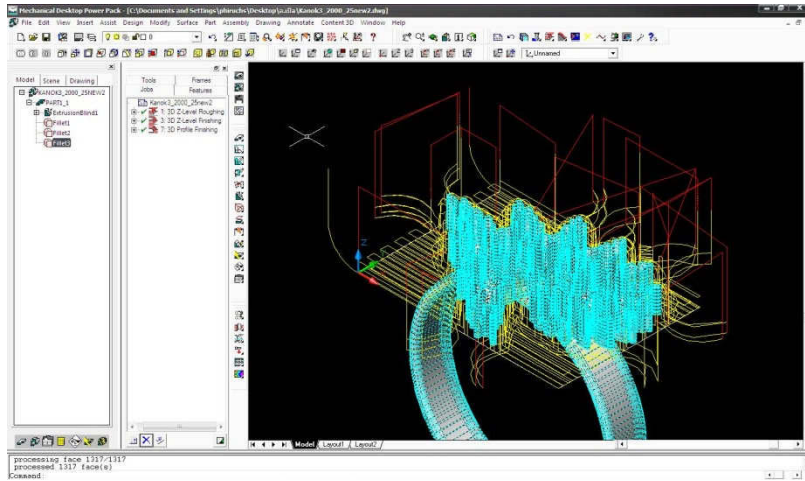 Mechanical Desktop Power Pack - [C:\Documents and Settings\phiruchs\Desktop\Kanok3_2000_25new2.dwg]
File Edit View Insert Assist Design Modify Surface Part Assembly Drawing Annotate Content 3D Window Help
0
Unnamed
Model Scene Drawing
KANOK3_2000_25NEW2
PART1_1
ExtrusionBlend1
Fillet1
Fillet2
Fillet3
Tools Frames
Jobs Features
Kanok3_2000_25new2
1: 3D Z-Level Roughing
3: 3D Z-Level Finishing
7: 3D Profile Finishing
Z
Model Layout1 Layout2
processing face 1317/1317
processed 1317 face(s)
Command: